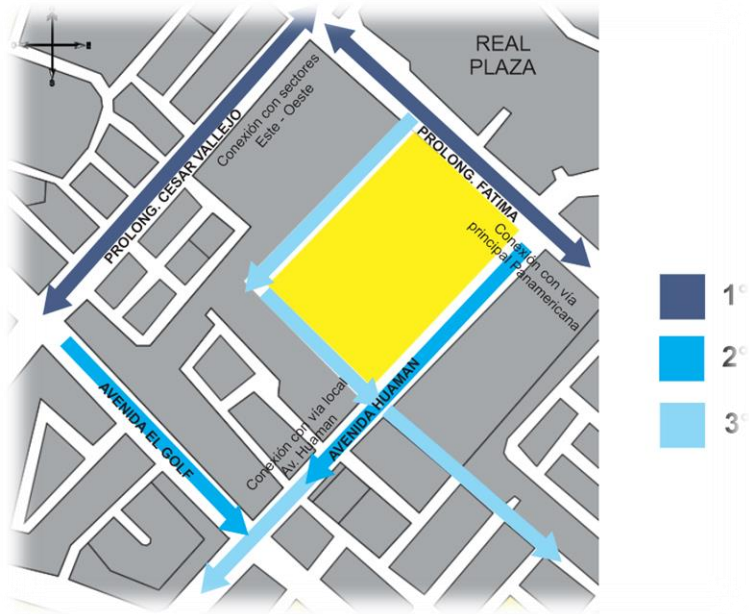 REAL
PLAZA
Conexión con sectores
Este - Oeste
PROLONG. CESAR VALLEJO
PROLONG. FATIMA
Conexión con vía
principal Panamericana
AVENIDA EL GOLF
Conexión con vía local
Av. Huaman
AVENIDA HUAMAN
1°
2°
3°